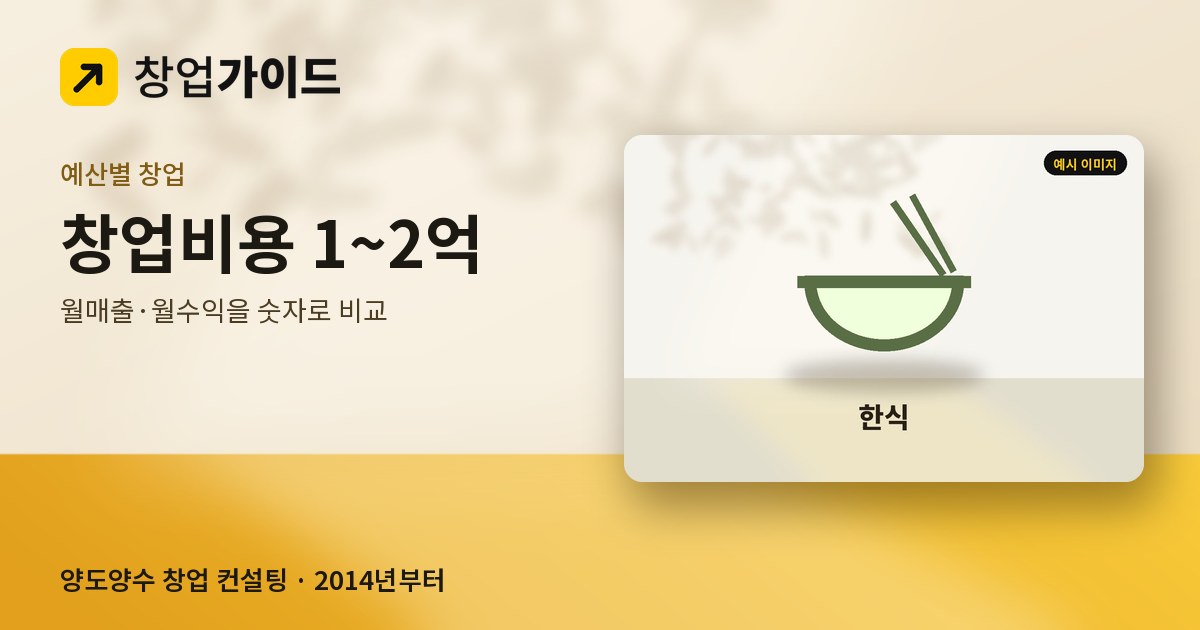 창업가이드
예산별 창업
창업비용 1~2억
월매출·월수익을 숫자로 비교
예시 이미지
한식
양도양수 창업 컨설팅 · 2014년부터